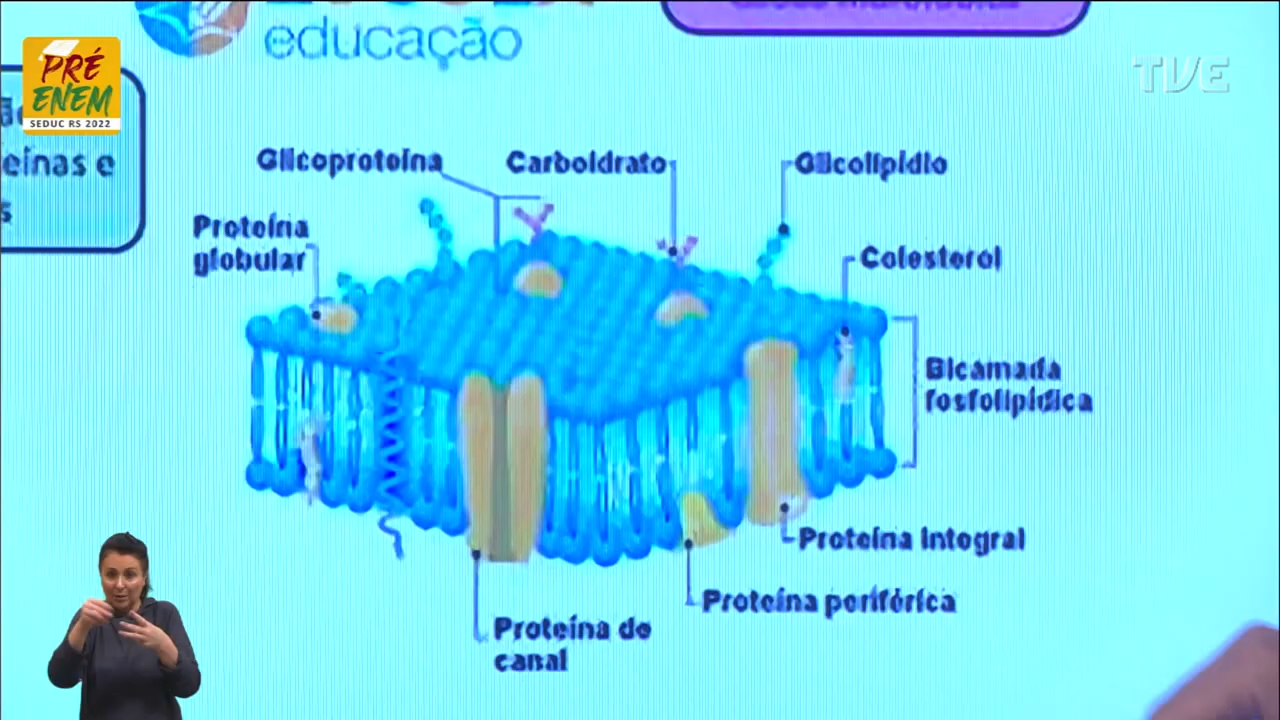 educação
PRÉ
ENEM
SEDUC RS 2022
TVE
eínas e
Glicoproteína
Carboidrato
Glicolipídio
Proteína
globular
Colesterol
Bicamada
fosfolipídica
Proteína integral
Proteína periférica
Proteína de
canal